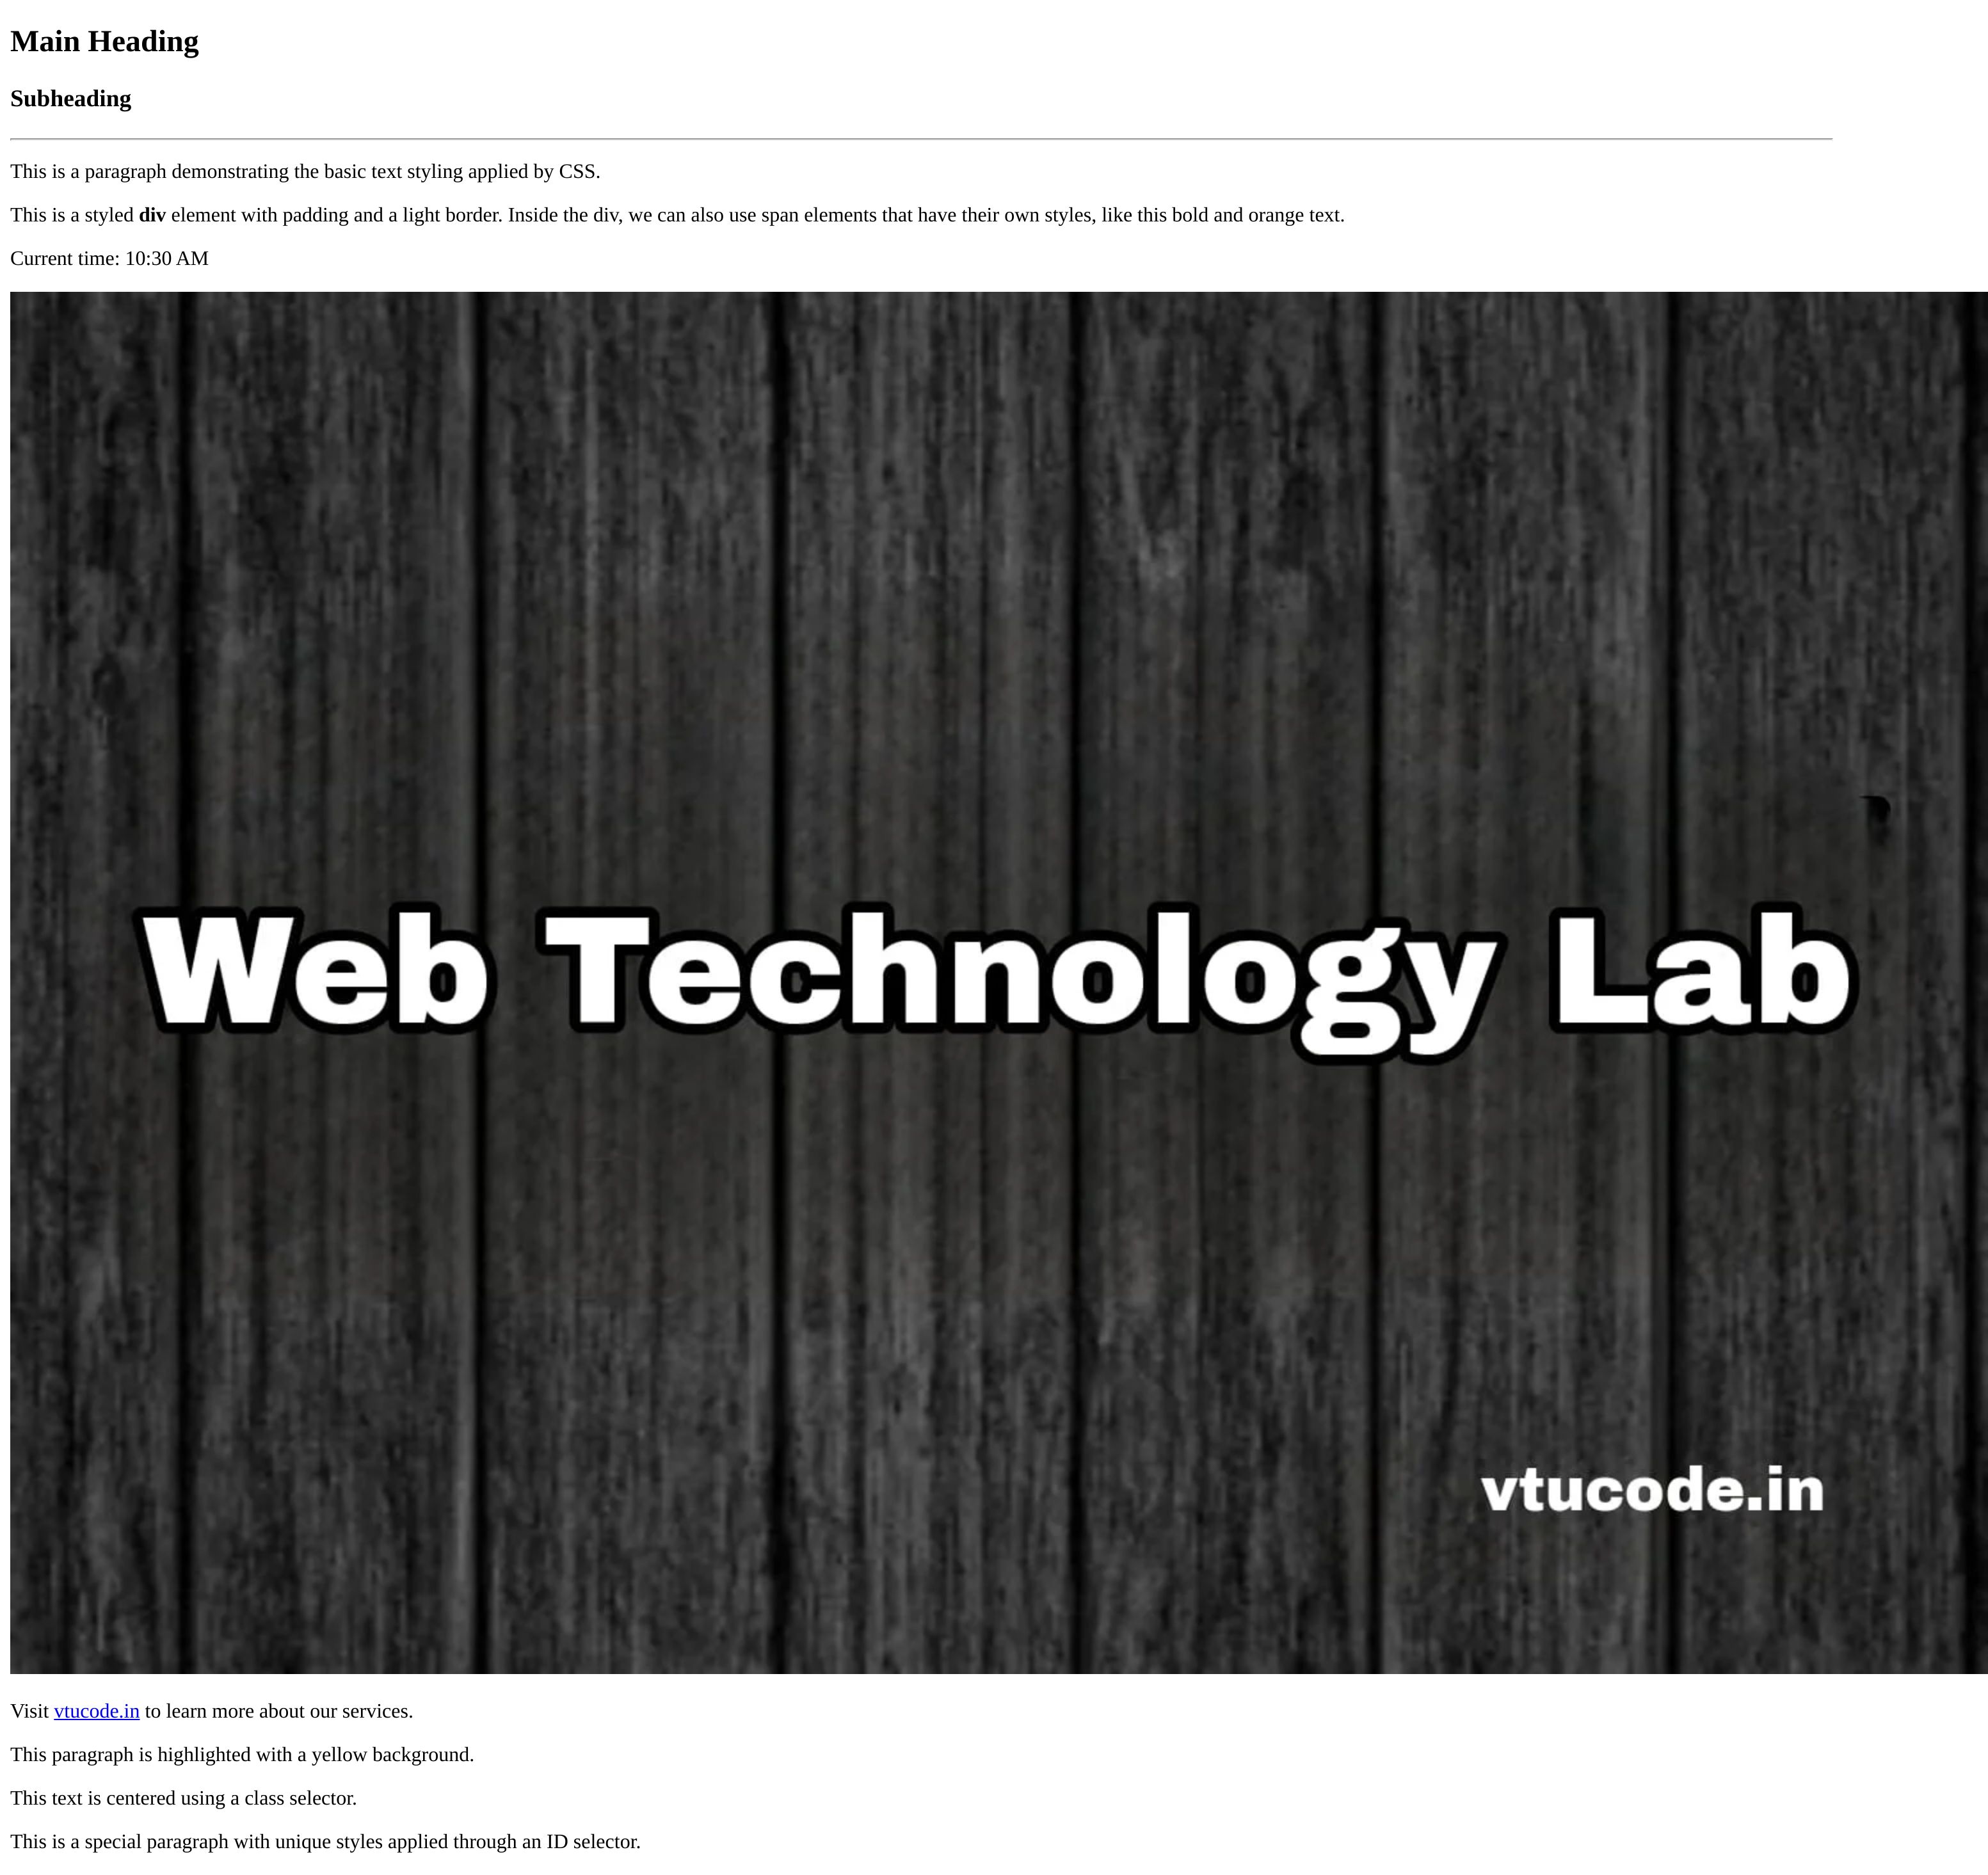 Main Heading
Subheading
This is a paragraph demonstrating the basic text styling applied by CSS.
This is a styled div element with padding and a light border. Inside the div, we can also use span elements that have their own styles, like this bold and orange text.
Current time: 10:30 AM
Web Technology Lab
vtucode.in
Visit vtucode.in to learn more about our services.
This paragraph is highlighted with a yellow background.
This text is centered using a class selector.
This is a special paragraph with unique styles applied through an ID selector.